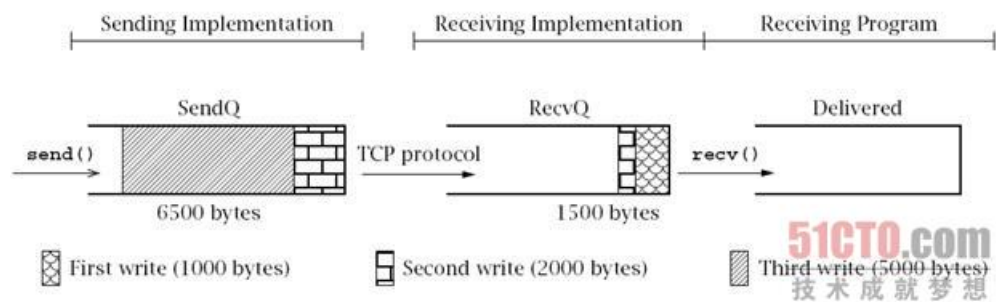 Sending Implementation
Receiving Implementation
Receiving Program
SendQ
RecvQ
Delivered
send()
TCP protocol
recv()
6500 bytes
1500 bytes
First write (1000 bytes)
Second write (2000 bytes)
Third write (5000 bytes)
51CTO.com
技术成就梦想